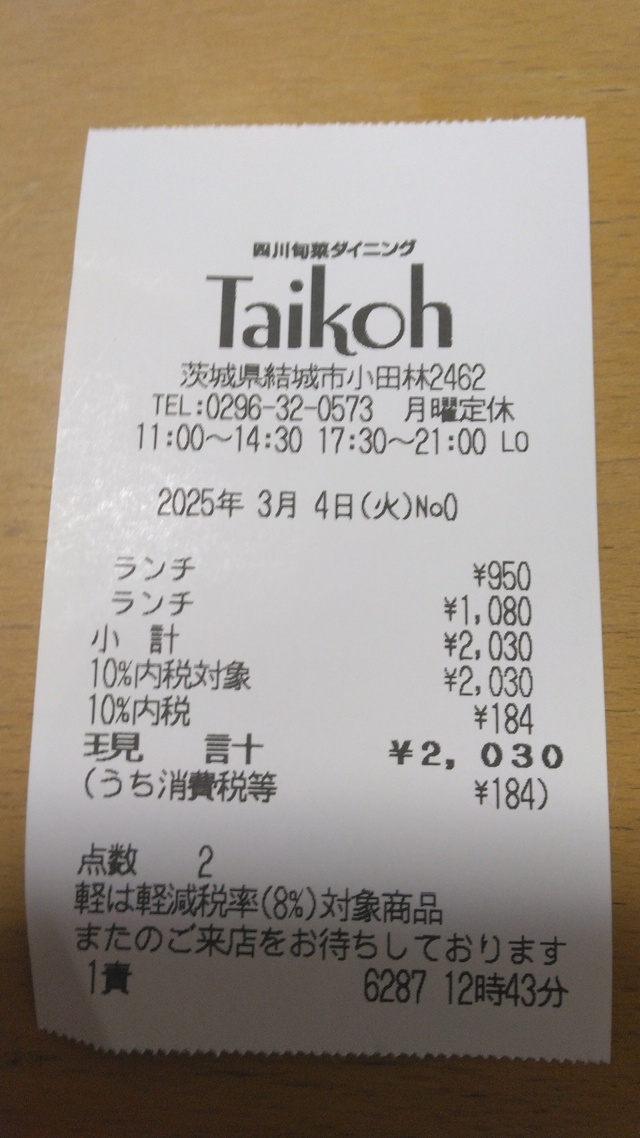 四川旬菜ダイニング
Taikoh
茨城県結城市小田林2462
TEL:0296-32-0573 月曜定休
11:00～14:30 17:30～21:00 LO
2025年 3月 4日(火)No0
ランチ ¥950
ランチ ¥1,080
小 計 ¥2,030
10%内税対象 ¥2,030
10%内税 ¥184
現 計 ¥2,030
(うち消費税等 ¥184)
点数 2
軽は軽減税率(8%)対象商品
またのご来店をお待ちしております
1責 6287 12時43分